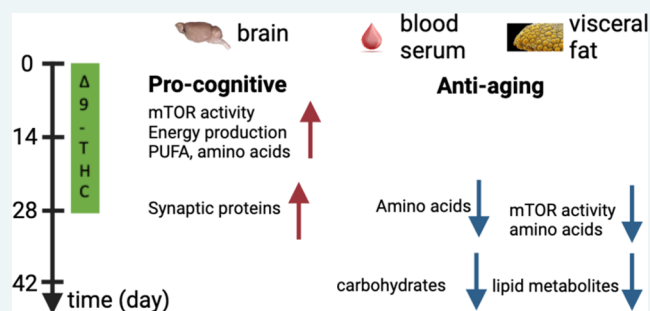 brain
blood
serum
visceral
fat
0
14
28
42
time (day)
Δ
9
-
T
H
C
Pro-cognitive
mTOR activity
Energy production
PUFA, amino acids
Synaptic proteins
Anti-aging
Amino acids
mTOR activity
amino acids
carbohydrates
lipid metabolites